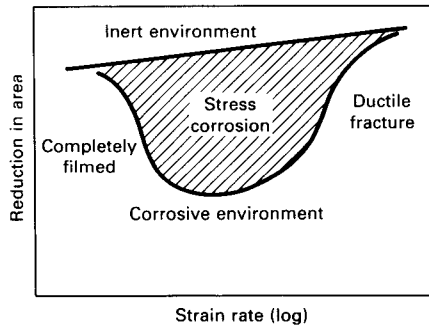 Inert environment
Stress
corrosion
Ductile
fracture
Completely
filmed
Corrosive environment
Reduction in area
Strain rate (log)